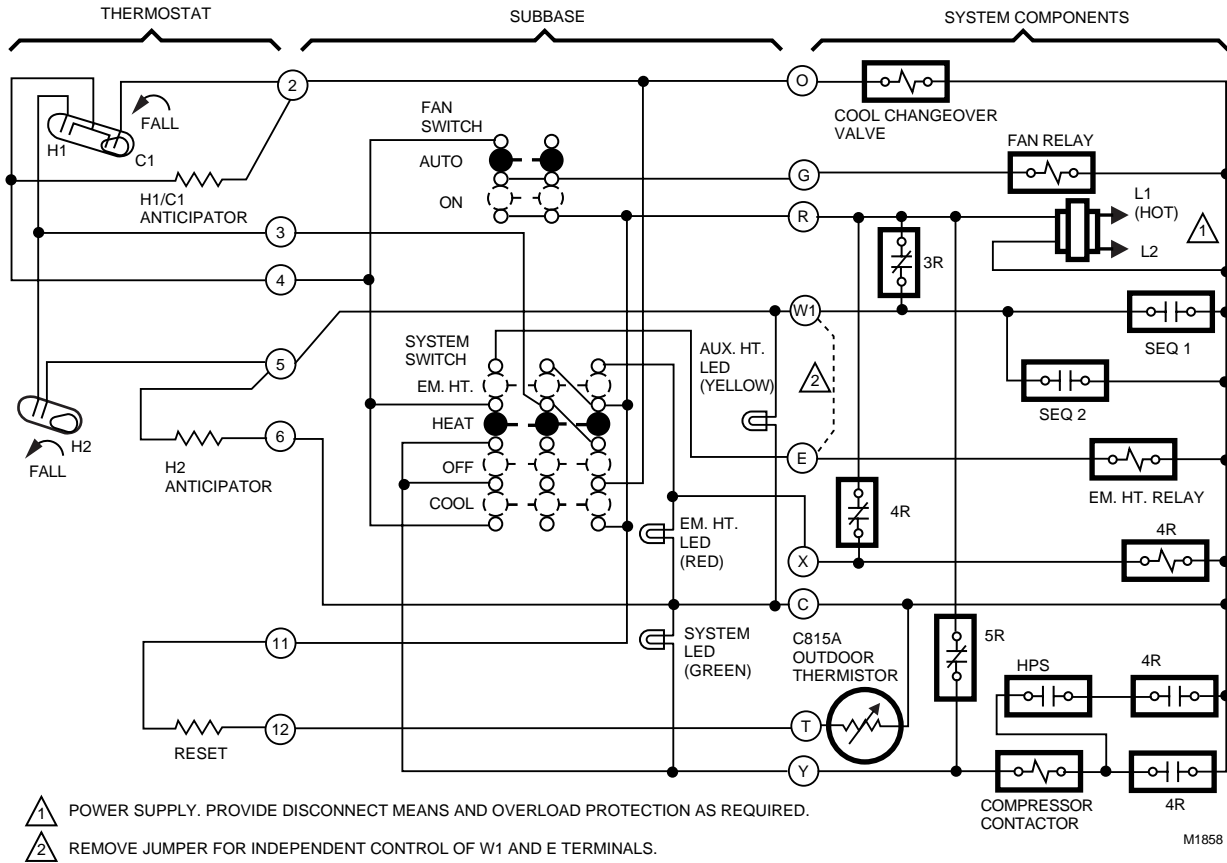 THERMOSTAT
SUBBASE
SYSTEM COMPONENTS
2
O
FALL
H1
C1
FAN
SWITCH
AUTO
ON
COOL CHANGEOVER
VALVE
FAN RELAY
G
H1/C1
ANTICIPATOR
R
L1
(HOT)
L2
1
3
4
3R
W1
SEQ 1
5
SYSTEM
SWITCH
EM. HT.
HEAT
OFF
COOL
AUX. HT.
LED
(YELLOW)
2
SEQ 2
H2
FALL
6
H2
ANTICIPATOR
E
EM. HT. RELAY
4R
EM. HT.
LED
(RED)
4R
X
C
11
SYSTEM
LED
(GREEN)
C815A
OUTDOOR
THERMISTOR
5R
HPS
4R
RESET
12
T
Y
COMPRESSOR
CONTACTOR
4R
1 POWER SUPPLY. PROVIDE DISCONNECT MEANS AND OVERLOAD PROTECTION AS REQUIRED.
2 REMOVE JUMPER FOR INDEPENDENT CONTROL OF W1 AND E TERMINALS.
M1858